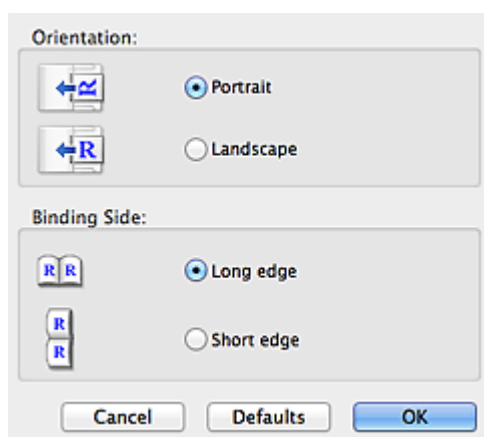 Orientation:
R
Portrait
R
Landscape
Binding Side:
R R
Long edge
R
R
Short edge
Cancel Defaults OK